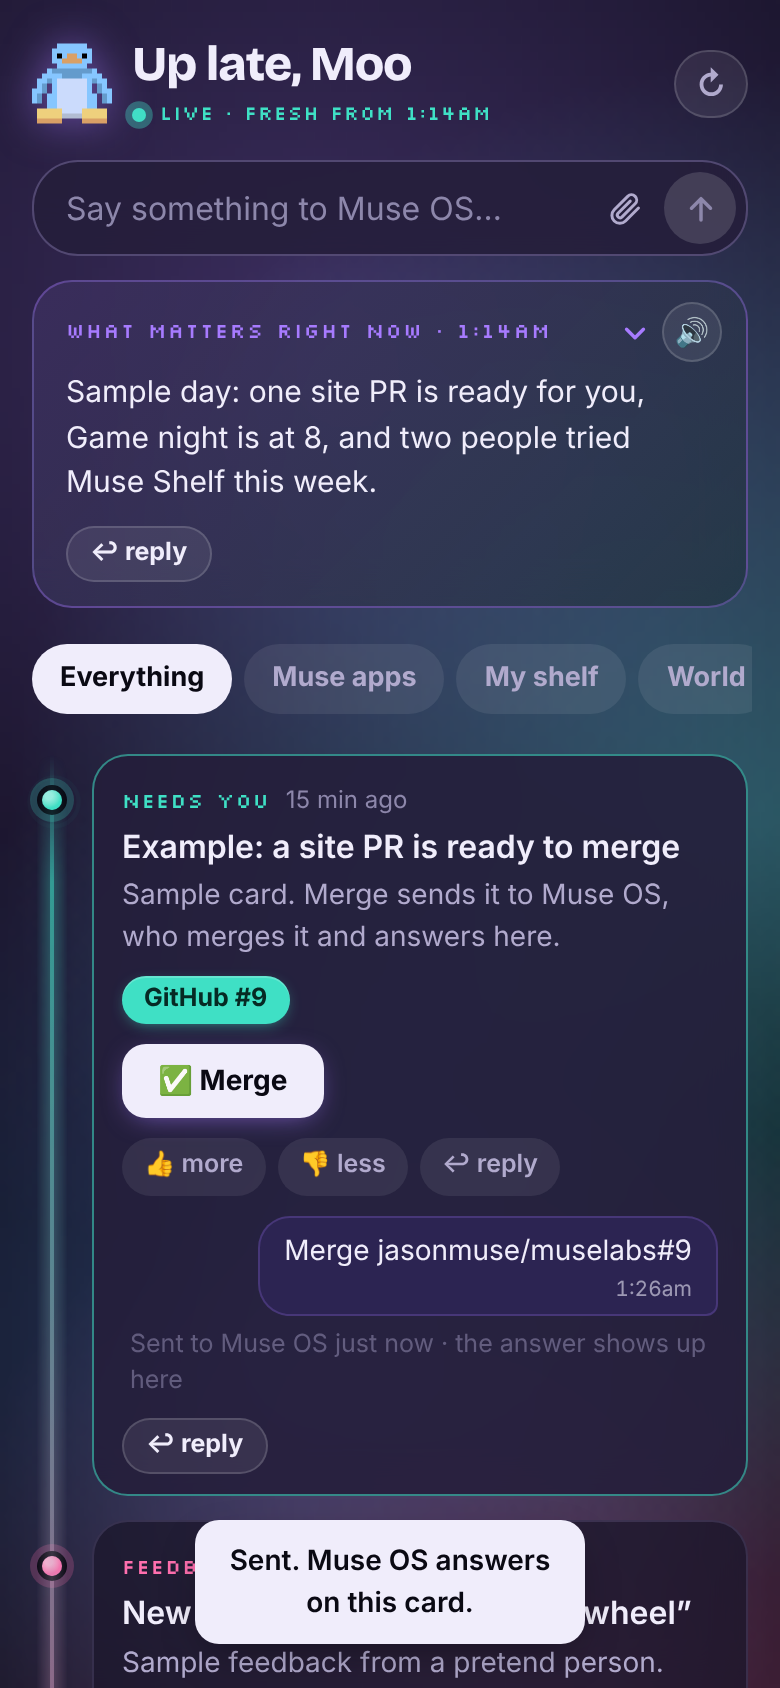 Up late, Moo
LIVE · FRESH FROM 1:14AM
Say something to Muse OS...
WHAT MATTERS RIGHT NOW · 1:14AM
Sample day: one site PR is ready for you,
Game night is at 8, and two people tried
Muse Shelf this week.
↩ reply
Everything
Muse apps
My shelf
World
NEEDS YOU 15 min ago
Example: a site PR is ready to merge
Sample card. Merge sends it to Muse OS,
who merges it and answers here.
GitHub #9
✅ Merge
👍 more
👎 less
↩ reply
Merge jasonmuse/muselabs#9
1:26am
Sent to Muse OS just now · the answer shows up
here
↩ reply
Sent. Muse OS answers
on this card.
New wheel”
Sample feedback from a pretend person.